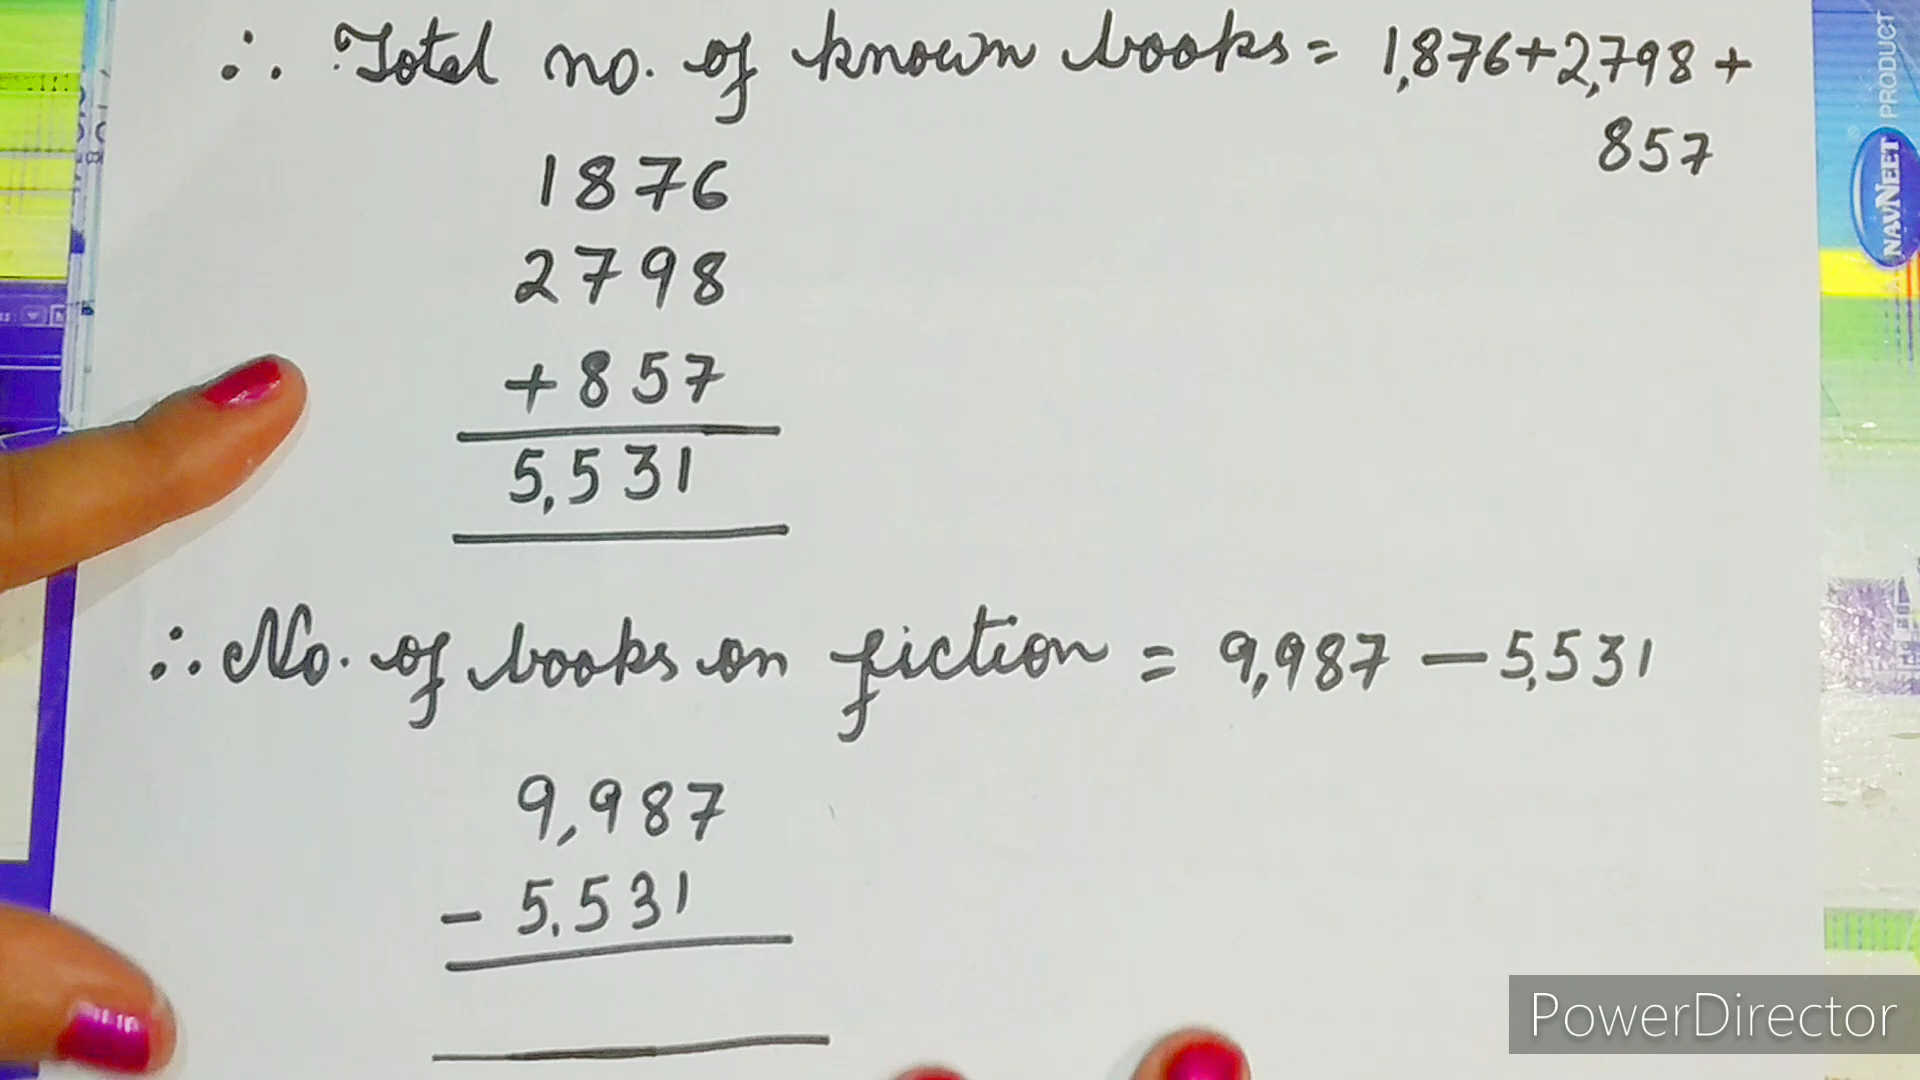 ∴ Total no. of known books = 1,876+2,798+
857
1876
2798
+857
5,531
∴ No. of books on fiction = 9,987 – 5,531
9,987
- 5,531
NAVNEET PRODUCT
PowerDirector